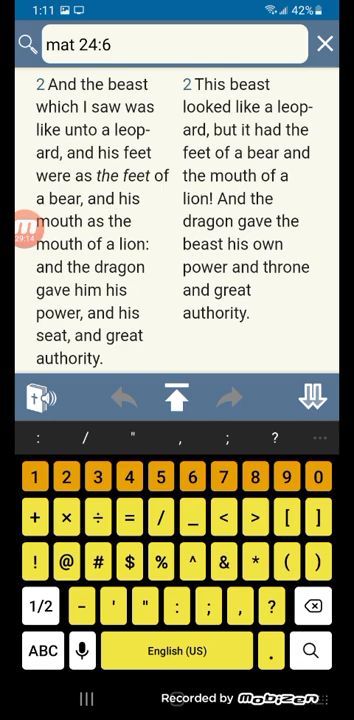 1:11 42%
mat 24:6
2 And the beast
which I saw was
like unto a leop-
ard, and his feet
were as the feet of
a bear, and his
mouth as the
mouth of a lion:
and the dragon
gave him his
power, and his
seat, and great
authority.
2 This beast
looked like a leop-
ard, but it had the
feet of a bear and
the mouth of a
lion! And the
dragon gave the
beast his own
power and throne
and great
authority.
29:14
: / " , ; ? ...
1 2 3 4 5 6 7 8 9 0
+ × ÷ = / _ < > [ ]
! @ # $ % ^ & * ( )
1/2 - ' " : ; , ?
ABC English (US) .
Recorded by mobizen